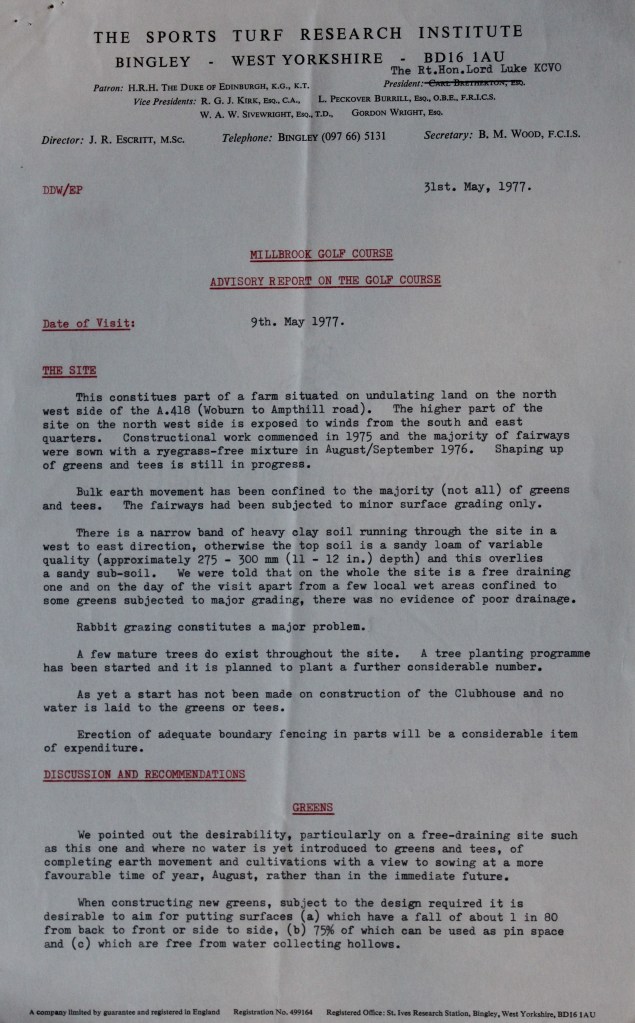 THE SPORTS TURF RESEARCH INSTITUTE
BINGLEY - WEST YORKSHIRE - BD16 1AU
The Rt.Hon.Lord Luke KCVO
Patron: H.R.H. THE DUKE OF EDINBURGH, K.G., K.T. President: CARL BRETHERTON, ESQ.
Vice Presidents: R. G. J. KIRK, ESQ., C.A., L. PECKOVER BURRILL, ESQ., O.B.E., F.R.I.C.S.
W. A. W. SIVEWRIGHT, ESQ., T.D., GORDON WRIGHT, ESQ.
Director: J. R. ESCRITT, M.SC. Telephone: BINGLEY (097 66) 5131 Secretary: B. M. WOOD, F.C.I.S.
DDW/EP 31st. May, 1977.
MILLBROOK GOLF COURSE
ADVISORY REPORT ON THE GOLF COURSE
Date of Visit: 9th. May 1977.
THE SITE
This constitues part of a farm situated on undulating land on the north
west side of the A.418 (Woburn to Ampthill road). The higher part of the
site on the north west side is exposed to winds from the south and east
quarters. Constructional work commenced in 1975 and the majority of fairways
were sown with a ryegrass-free mixture in August/September 1976. Shaping up
of greens and tees is still in progress.
Bulk earth movement has been confined to the majority (not all) of greens
and tees. The fairways had been subjected to minor surface grading only.
There is a narrow band of heavy clay soil running through the site in a
west to east direction, otherwise the top soil is a sandy loam of variable
quality (approximately 275 - 300 mm (11 - 12 in.) depth) and this overlies
a sandy sub-soil. We were told that on the whole the site is a free draining
one and on the day of the visit apart from a few local wet areas confined to
some greens subjected to major grading, there was no evidence of poor drainage.
Rabbit grazing constitutes a major problem.
A few mature trees do exist throughout the site. A tree planting programme
has been started and it is planned to plant a further considerable number.
As yet a start has not been made on construction of the Clubhouse and no
water is laid to the greens or tees.
Erection of adequate boundary fencing in parts will be a considerable item
of expenditure.
DISCUSSION AND RECOMMENDATIONS
GREENS
We pointed out the desirability, particularly on a free-draining site such
as this one and where no water is yet introduced to greens and tees, of
completing earth movement and cultivations with a view to sowing at a more
favourable time of year, August, rather than in the immediate future.
When constructing new greens, subject to the design required it is
desirable to aim for putting surfaces (a) which have a fall of about 1 in 80
from back to front or side to side, (b) 75% of which can be used as pin space
and (c) which are free from water collecting hollows.
A company limited by guarantee and registered in England Registration No. 499164 Registered Office: St. Ives Research Station, Bingley, West Yorkshire, BD16 1AU